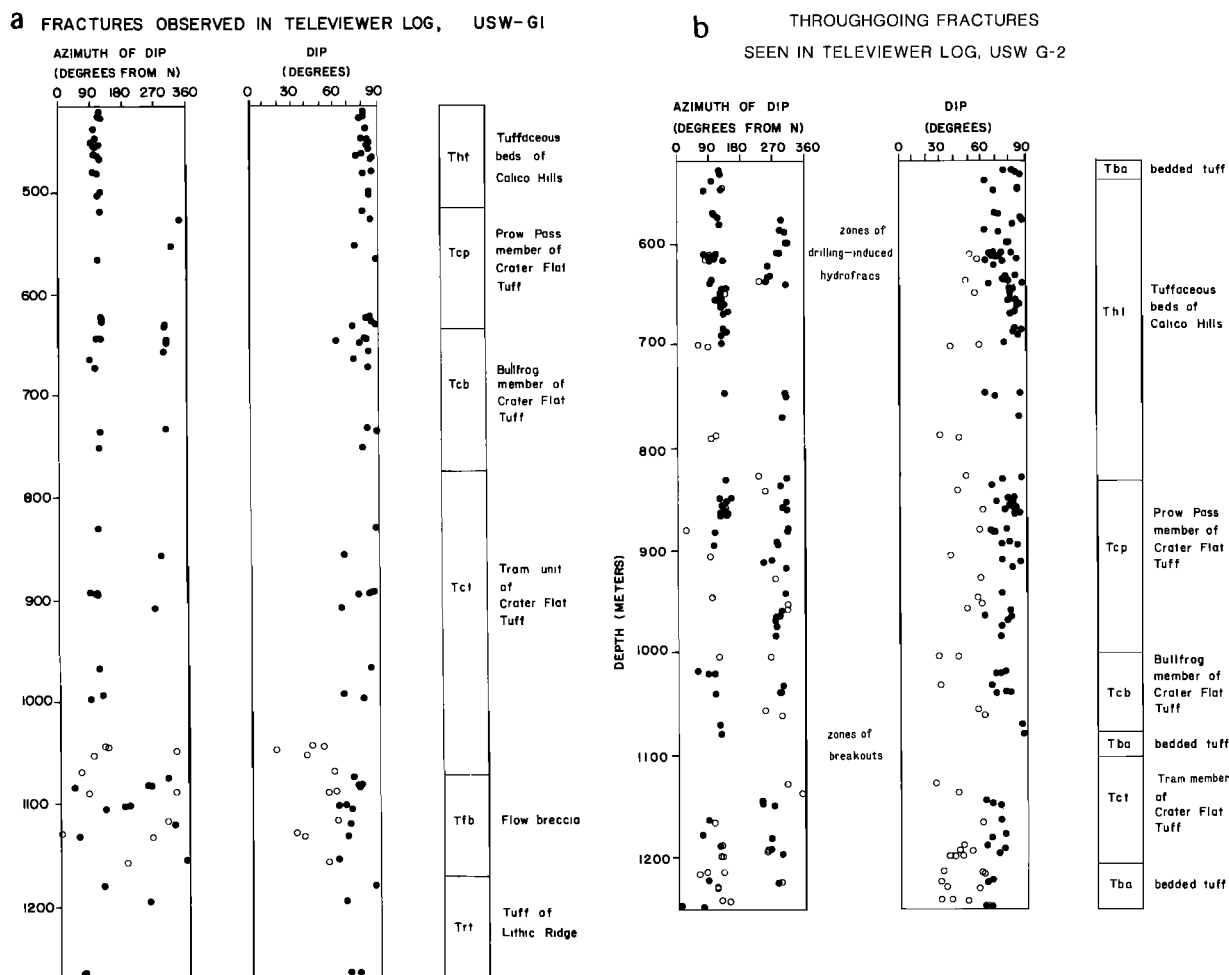 a FRACTURES OBSERVED IN TELEVIEWER LOG, USW-G1
AZIMUTH OF DIP
(DEGREES FROM N)
DIP
(DEGREES)
0 90 180 270 360
0 30 60 90
500
600
700
800
900
1000
1100
1200
Tht
Tuffaceous
beds of
Calico Hills
Tcp
Prow Pass
member of
Crater Flat
Tuff
Tcb
Bullfrog
member of
Crater Flat
Tuff
Tct
Tram unit
of
Crater Flat
Tuff
Tfb
Flow breccia
Trt
Tuff of
Lithic Ridge
b THROUGHGOING FRACTURES
SEEN IN TELEVIEWER LOG, USW G-2
AZIMUTH OF DIP
(DEGREES FROM N)
DIP
(DEGREES)
0 90 180 270 360
0 30 60 90
DEPTH (METERS)
600
700
800
900
1000
1100
1200
zones of
drilling-induced
hydrofracs
zones of
breakouts
Tba
bedded tuff
Tht
Tuffaceous
beds of
Calico Hills
Tcp
Prow Pass
member of
Crater Flat
Tuff
Tcb
Bullfrog
member of
Crater Flat
Tuff
Tba
bedded tuff
Tct
Tram member
of
Crater Flat
Tuff
Tba
bedded tuff